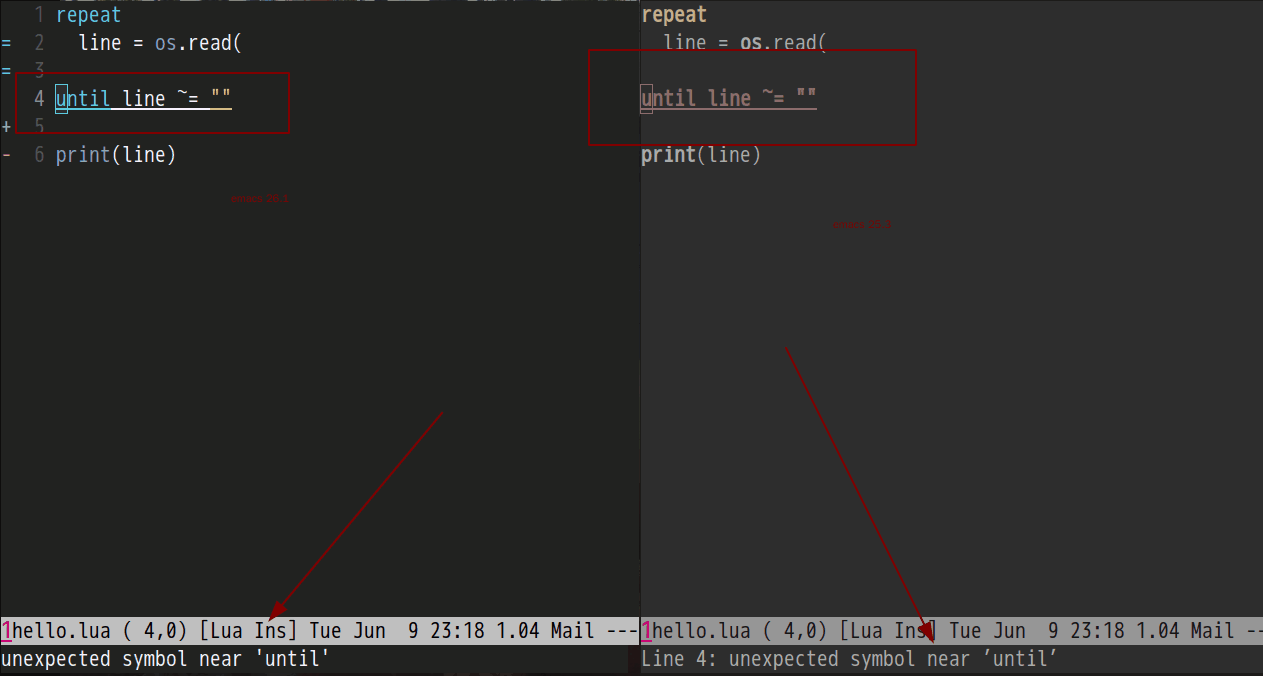 1 repeat
= 2   line = os.read(
= 3
4 until line ~= ""
+ 5
- 6 print(line)
1hello.lua ( 4,0) [Lua Ins] Tue Jun  9 23:18 1.04 Mail ---
unexpected symbol near 'until'
repeat
  line = os.read(
until line ~= ""
print(line)
1hello.lua ( 4,0) [Lua Ins] Tue Jun  9 23:18 1.04 Mail --
Line 4: unexpected symbol near ’until’